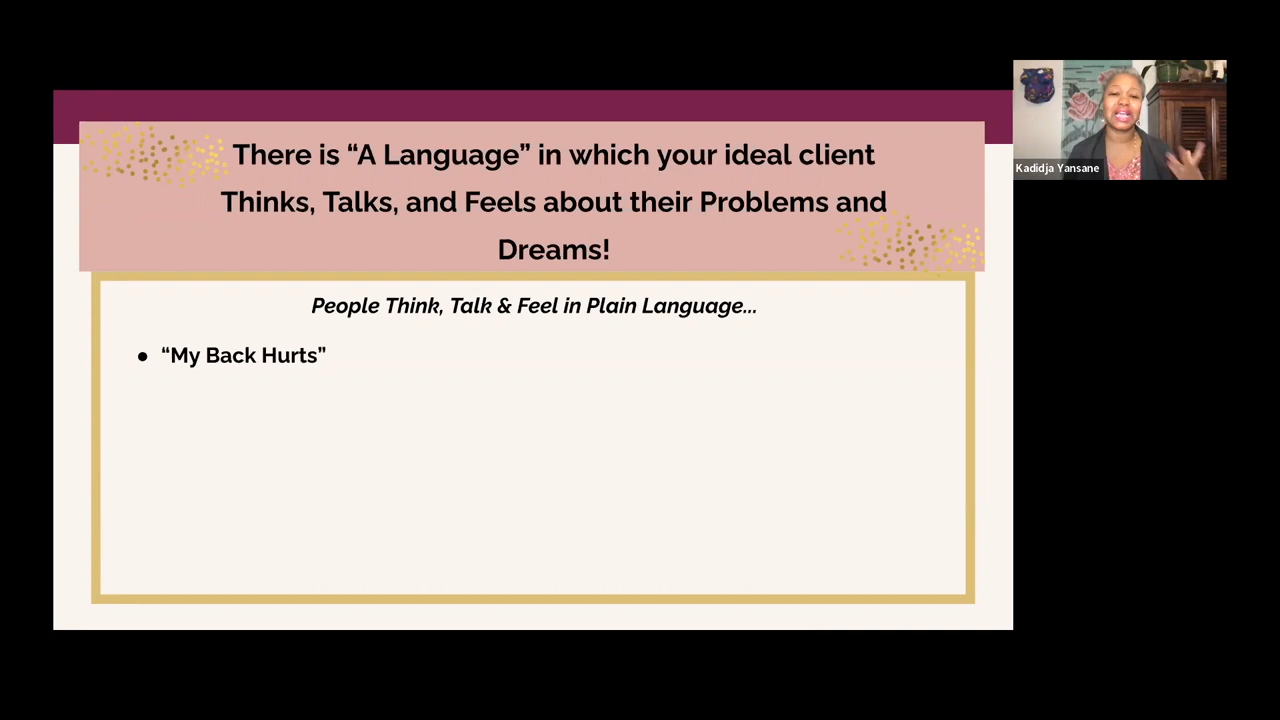 There is “A Language” in which your ideal client
Thinks, Talks, and Feels about their Problems and
Dreams!
People Think, Talk & Feel in Plain Language...
● “My Back Hurts”
Kadidja Yansane